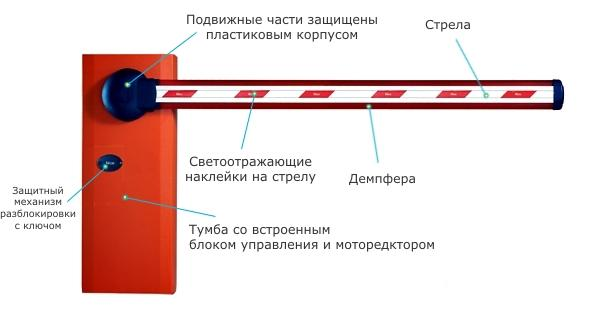 Подвижные части защищены
пластиковым корпусом
Стрела
Светоотражающие
наклейки на стрелу
Демпфера
Защитный
механизм
разблокировки
с ключом
Тумба со встроенным
блоком управления и моторедктором